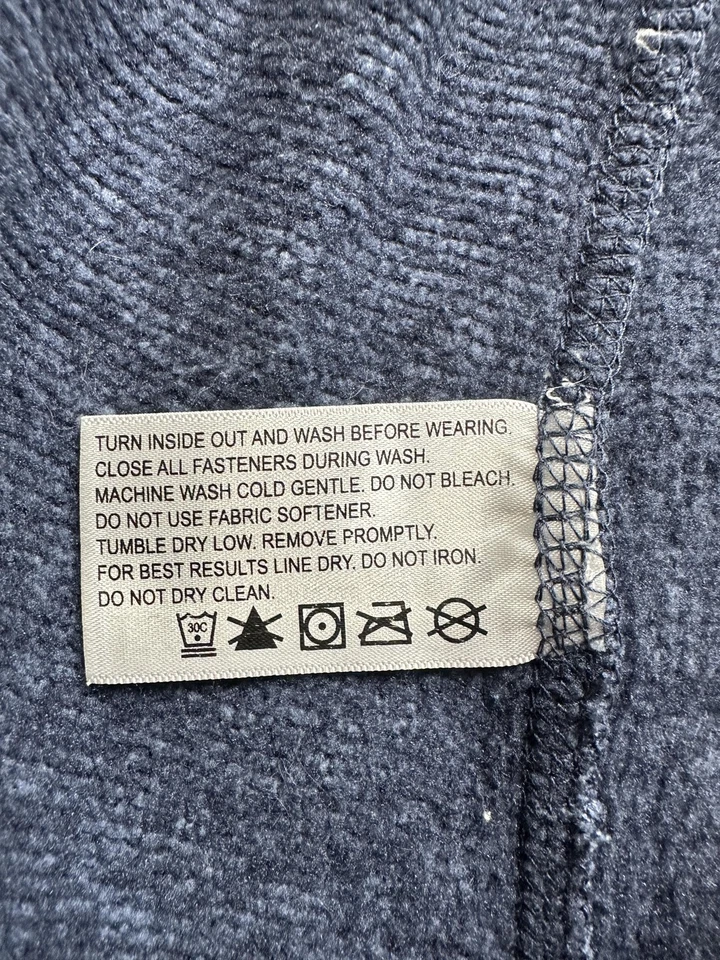 TURN INSIDE OUT AND WASH BEFORE WEARING.
CLOSE ALL FASTENERS DURING WASH.
MACHINE WASH COLD GENTLE. DO NOT BLEACH.
DO NOT USE FABRIC SOFTENER.
TUMBLE DRY LOW. REMOVE PROMPTLY.
FOR BEST RESULTS LINE DRY. DO NOT IRON.
DO NOT DRY CLEAN.
30C